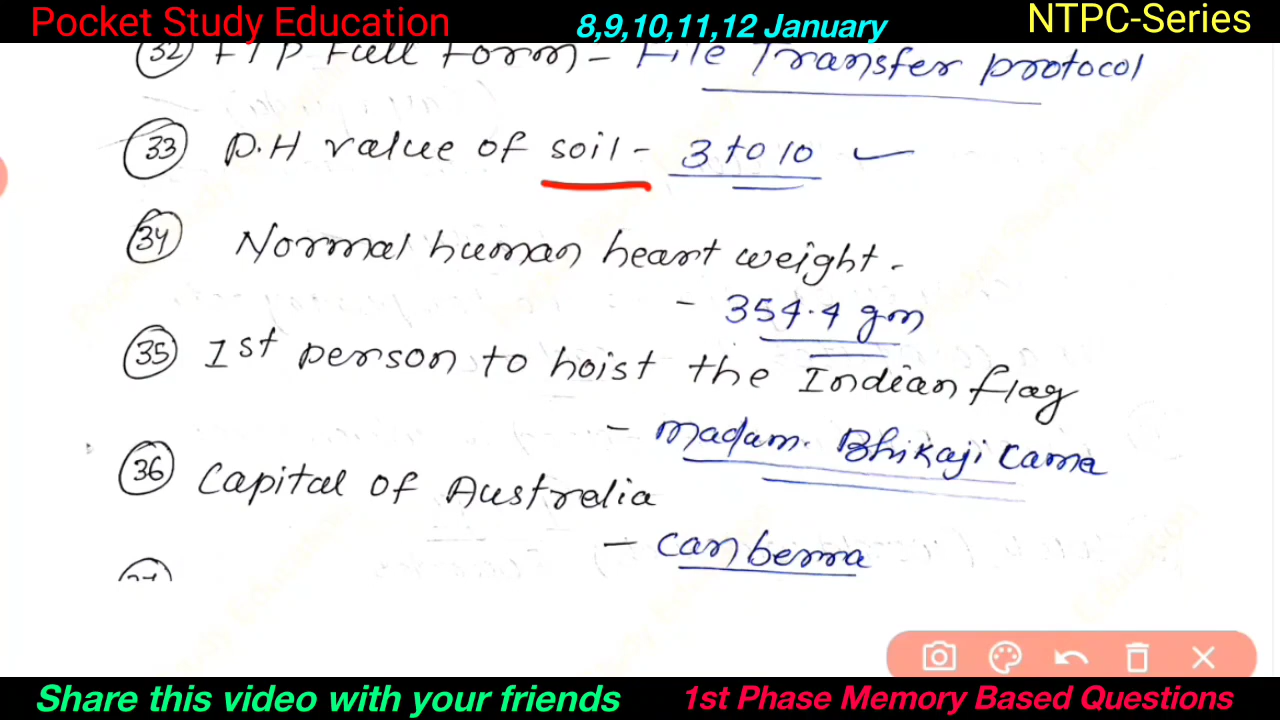 Pocket Study Education
8,9,10,11,12 January
NTPC-Series
32 FTP Full Form - File Transfer protocol
33 P.H value of soil - 3 to 10
34 Normal human heart weight -
- 354.4 gm
35 1st person to hoist the Indian flag
- madam. Bhikaji cama
36 Capital of Australia
- canberra
Share this video with your friends
1st Phase Memory Based Questions